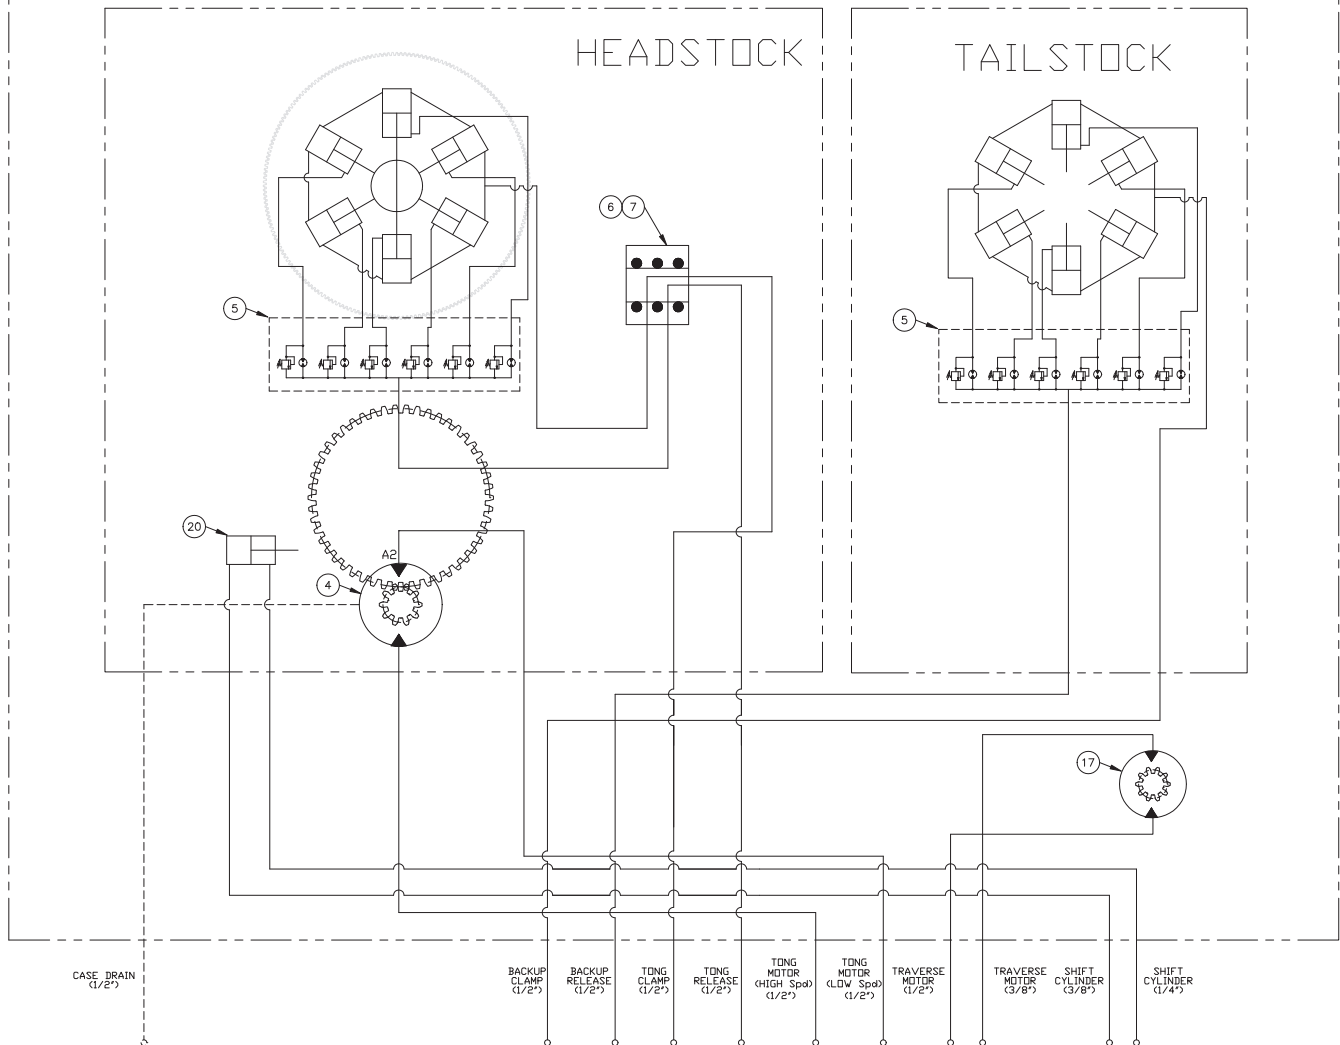 HEADSTOCK
TAILSTOCK
6
7
5
5
20
A2
4
17
CASE DRAIN
(1/2")
BACKUP
CLAMP
(1/2")
BACKUP
RELEASE
(1/2")
TONG
CLAMP
(1/2")
TONG
RELEASE
(1/2")
TONG
MOTOR
(HIGH Spd)
(1/2")
TONG
MOTOR
(LOW Spd)
(1/2")
TRAVERSE
MOTOR
(1/2")
TRAVERSE
MOTOR
(3/8")
SHIFT
CYLINDER
(3/8")
SHIFT
CYLINDER
(1/4")